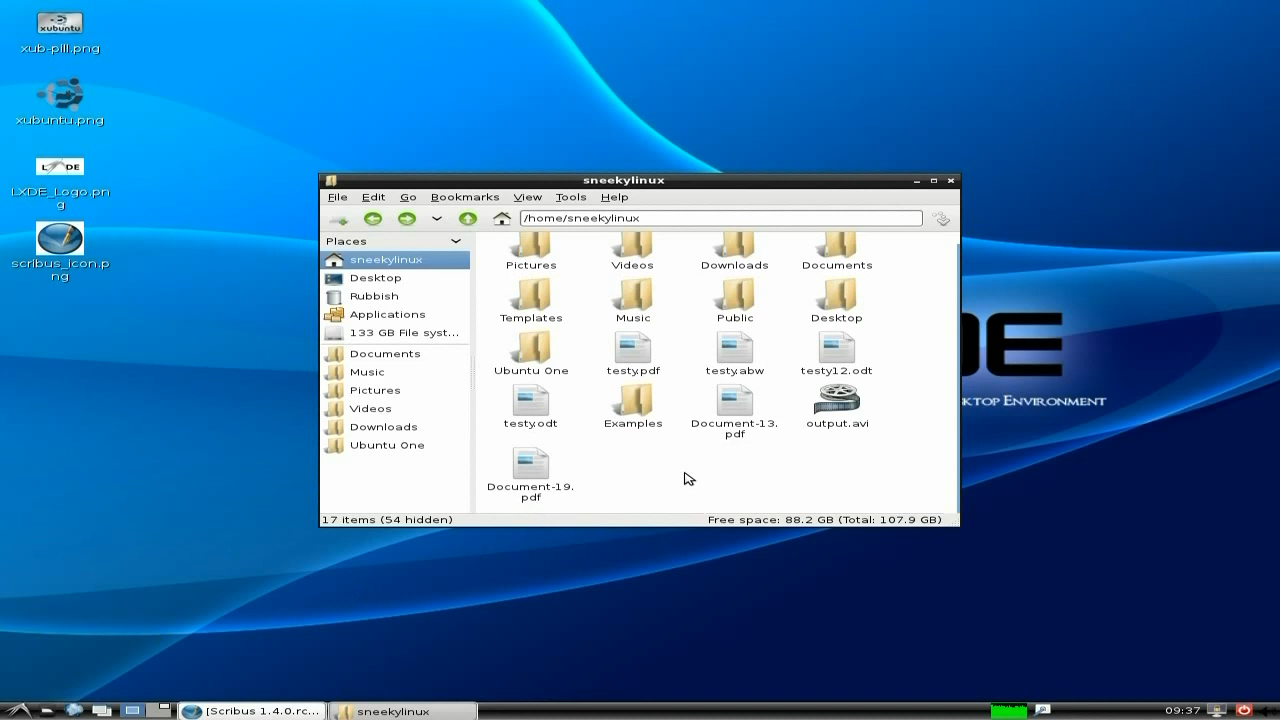 xubuntu
xub-plll.png
xubuntu.png
LXDE
LXDE_Logo.pn
g
scribus_icon.p
ng
sneekylinux
File Edit Go Bookmarks View Tools Help
/home/sneekylinux
Places
sneekylinux
Desktop
Rubbish
Applications
133 GB File syst...
Documents
Music
Pictures
Videos
Downloads
Ubuntu One
Pictures Videos Downloads Documents
Templates Music Public Desktop
Ubuntu One testy.pdf testy.abw testy12.odt
testy.odt Examples Document-13. output.avi
pdf
Document-19.
pdf
17 items (54 hidden) Free space: 88.2 GB (Total: 107.9 GB)
DE
KTOP ENVIRONMENT
[Scribus 1.4.0.rc... sneekylinux 09:37